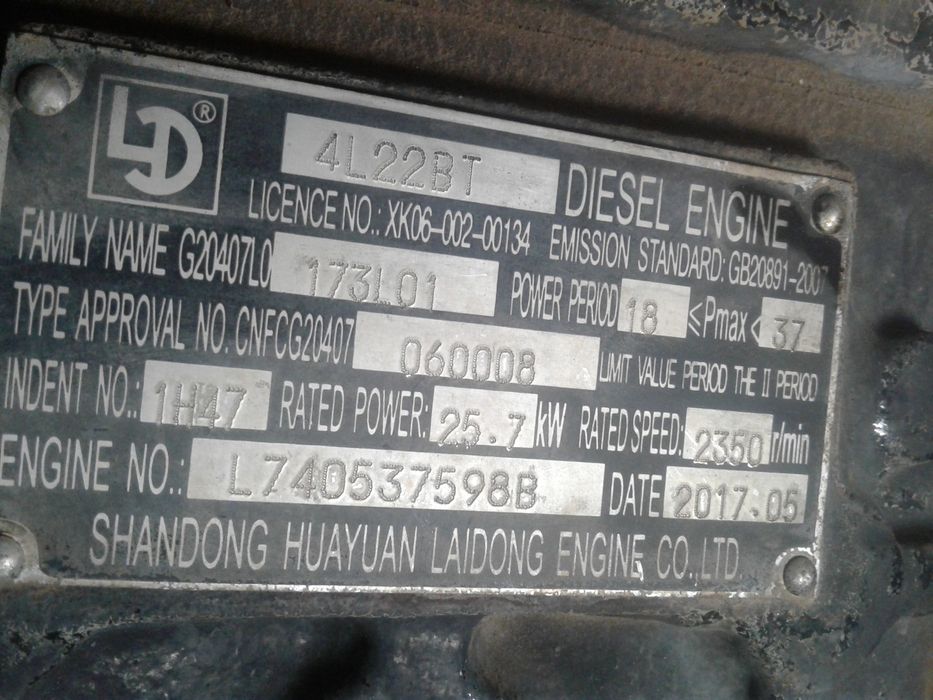 LD®
4L22BT DIESEL ENGINE
LICENCE NO.: XK06-002-00134 EMISSION STANDARD: GB20891-2007
FAMILY NAME G20407L0 173L01 POWER PERIOD 18 ≤Pmax< 37
TYPE APPROVAL NO. CNFCG20407 060008 LIMIT VALUE PERIOD THE II PERIOD
INDENT NO.: 1H47 RATED POWER: 25.7 kW RATED SPEED: 2350 r/min
ENGINE NO.: L740537598B DATE 2017.05
SHANDONG HUAYUAN LAIDONG ENGINE CO.,LTD.